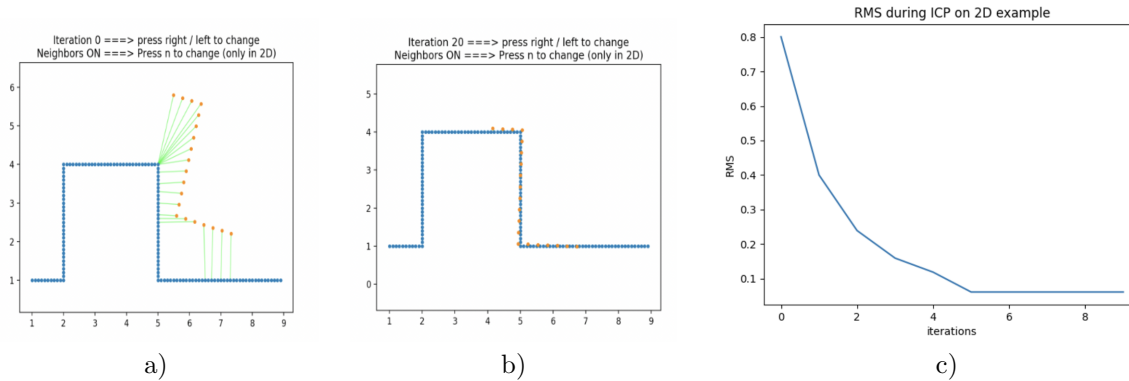 Iteration 0 ===> press right / left to change
Neighbors ON ===> Press n to change (only in 2D)
6
5
4
3
2
1
1 2 3 4 5 6 7 8 9
a)
Iteration 20 ===> press right / left to change
Neighbors ON ===> Press n to change (only in 2D)
5
4
3
2
1
0
1 2 3 4 5 6 7 8 9
b)
RMS during ICP on 2D example
0.8
0.7
0.6
0.5
0.4
0.3
0.2
0.1
RMS
0 2 4 6 8
iterations
c)